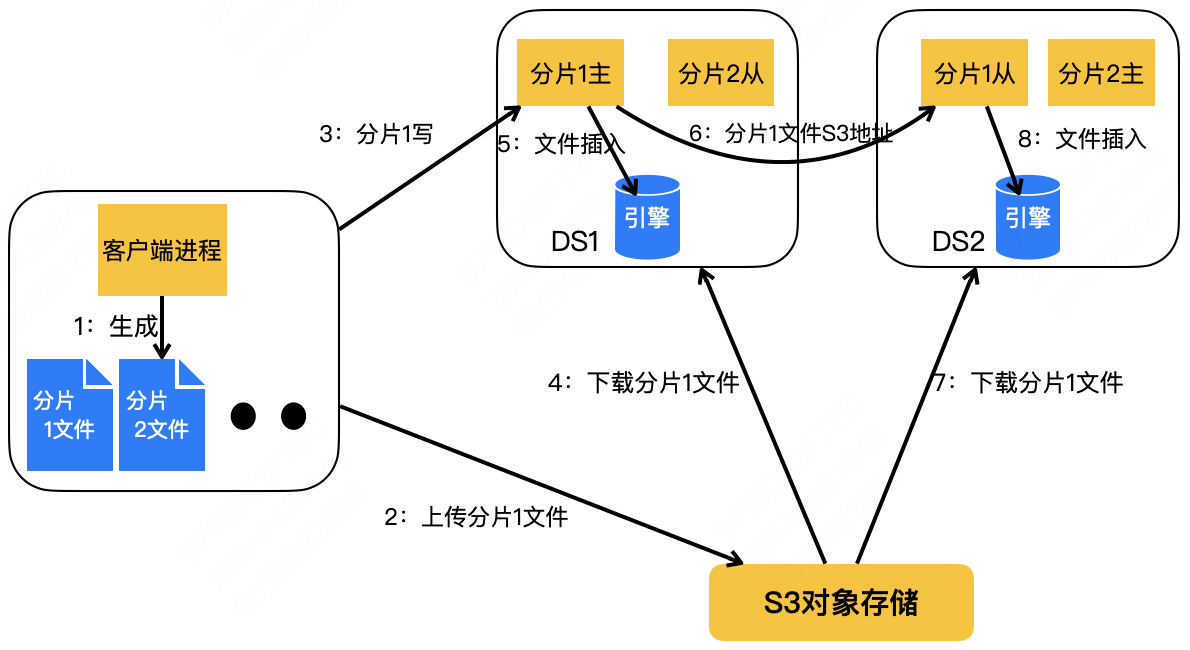 分片1主
分片2从
分片1从
分片2主
3：分片1写
5：文件插入
6：分片1文件S3地址
8：文件插入
引擎
DS1
引擎
DS2
客户端进程
1：生成
分片
1文件
分片
2文件
4：下载分片1文件
7：下载分片1文件
2：上传分片1文件
S3对象存储